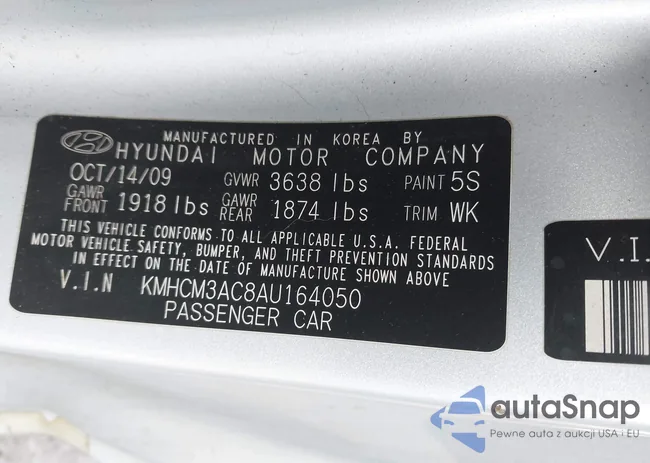 MANUFACTURED IN KOREA BY
HYUNDAI MOTOR COMPANY
OCT/14/09 GVWR 3638 lbs PAINT 5S
GAWR FRONT 1918 lbs GAWR REAR 1874 lbs TRIM WK
THIS VEHICLE CONFORMS TO ALL APPLICABLE U.S.A. FEDERAL
MOTOR VEHICLE SAFETY, BUMPER, AND THEFT PREVENTION STANDARDS
IN EFFECT ON THE DATE OF MANUFACTURE SHOWN ABOVE
V.I.N KMHCM3AC8AU164050
PASSENGER CAR
V.I.
autaSnap
Pewne auta z aukcji USA i EU